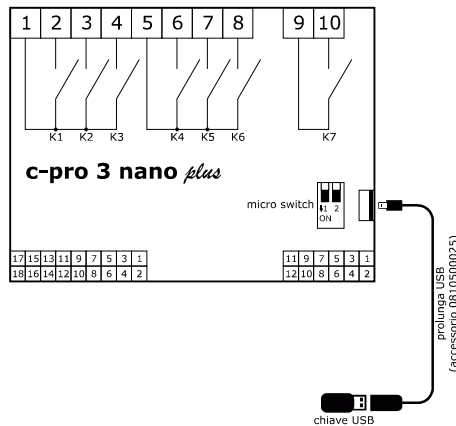 1 2 3 4 5 6 7 8 9 10
K1 K2 K3 K4 K5 K6 K7
c-pro 3 nano plus
micro switch
1 2
ON
17 15 13 11 9 7 5 3 1
18 16 14 12 10 8 6 4 2
11 9 7 5 3 1
12 10 8 6 4 2
prolunga USB
(accessorio 0810500025)
chiave USB